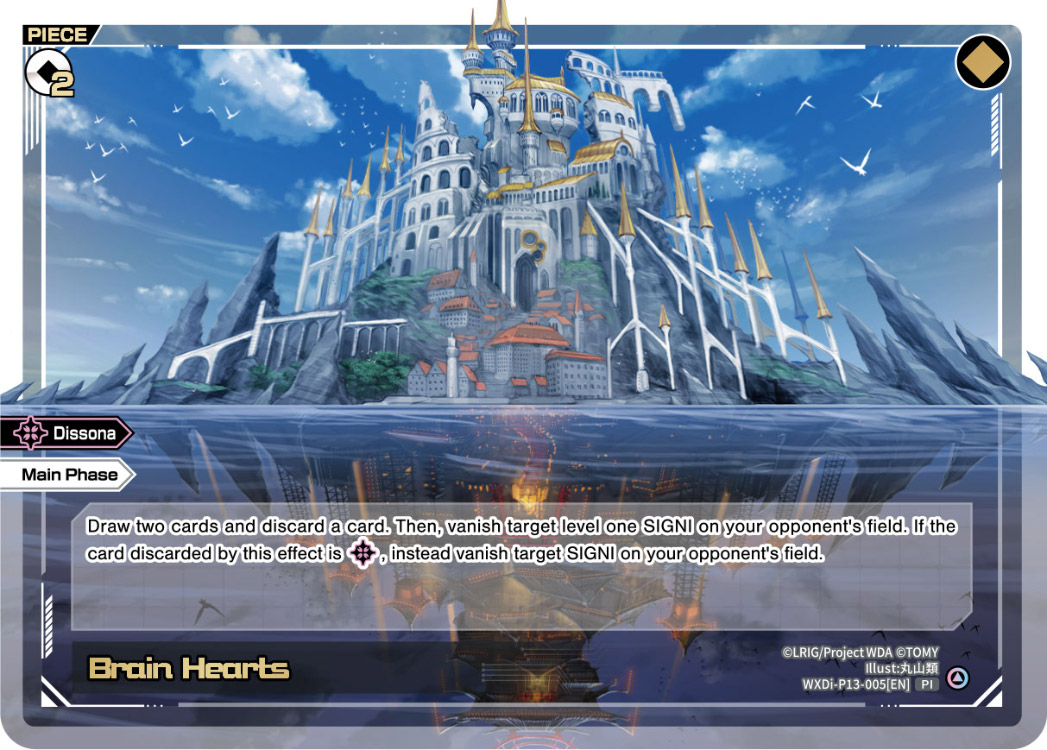 PIECE
2
Dissona
Main Phase
Draw two cards and discard a card. Then, vanish target level one SIGNI on your opponent's field. If the
card discarded by this effect is , instead vanish target SIGNI on your opponent's field.
Brain Hearts
©LRIG/Project WDA ©TOMY
Illust:丸山類
WXDi-P13-005[EN] PI